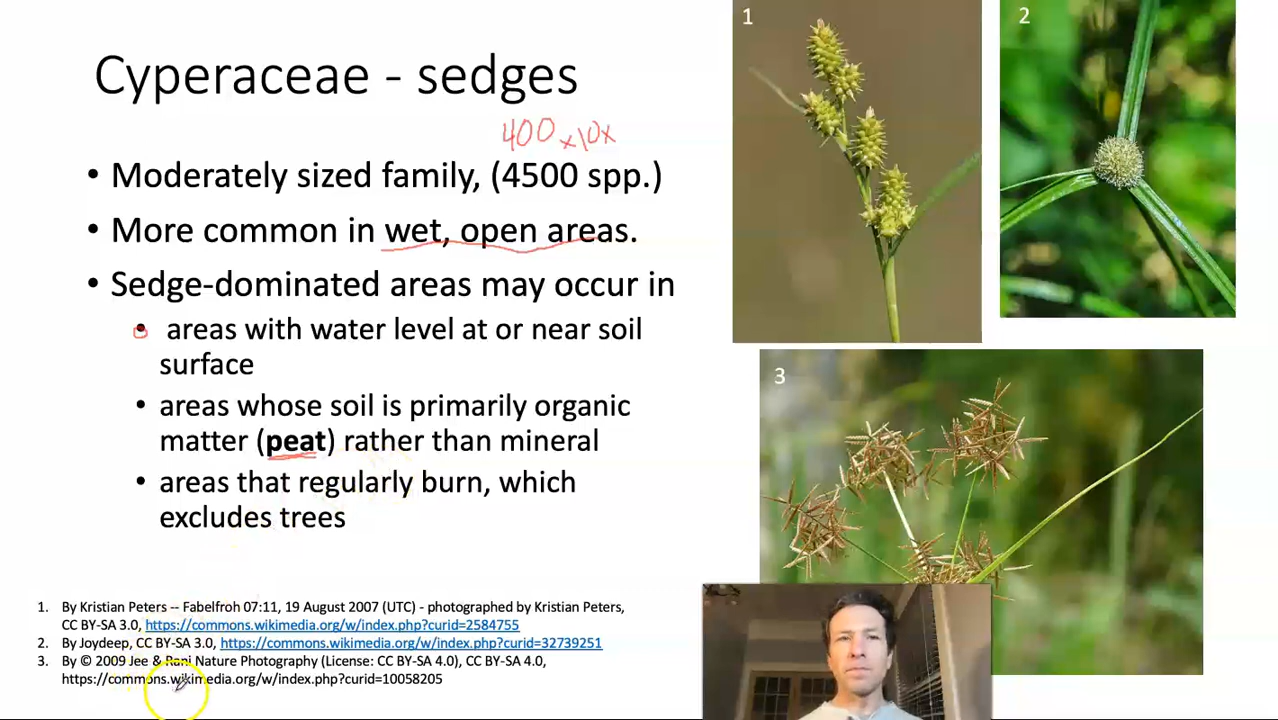 Cyperaceae - sedges
400 x10x
• Moderately sized family, (4500 spp.)
• More common in wet, open areas.
• Sedge-dominated areas may occur in
• areas with water level at or near soil
surface
• areas whose soil is primarily organic
matter (peat) rather than mineral
• areas that regularly burn, which
excludes trees
1. By Kristian Peters -- Fabelfroh 07:11, 19 August 2007 (UTC) - photographed by Kristian Peters,
CC BY-SA 3.0, https://commons.wikimedia.org/w/index.php?curid=2584755
2. By Joydeep, CC BY-SA 3.0, https://commons.wikimedia.org/w/index.php?curid=32739251
3. By © 2009 Jee & Rani Nature Photography (License: CC BY-SA 4.0), CC BY-SA 4.0,
https://commons.wikimedia.org/w/index.php?curid=10058205
1
2
3